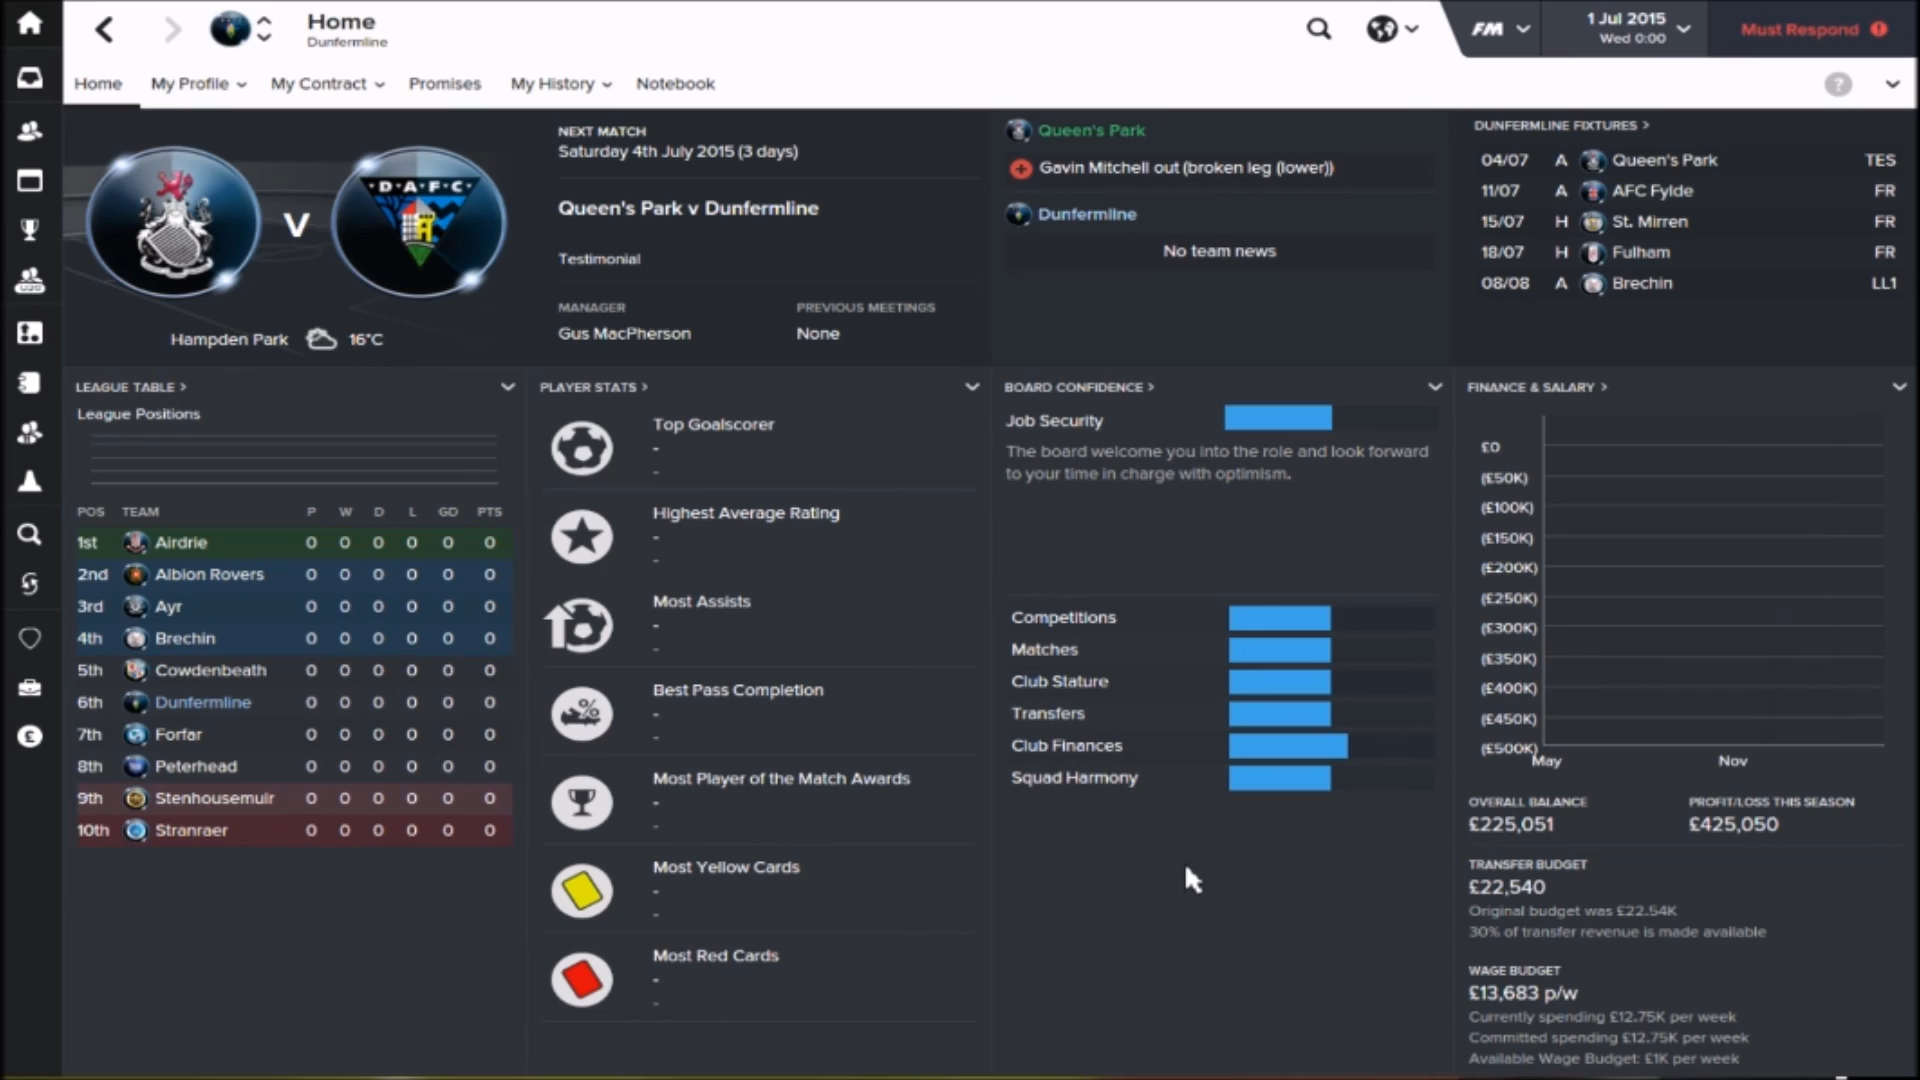 Home
Dunfermline
FM
1 Jul 2015
Wed 0:00
Must Respond
Home
My Profile
My Contract
Promises
My History
Notebook
?
D.A.F.C
V
Hampden Park
16°C
NEXT MATCH
Saturday 4th July 2015 (3 days)
Queen's Park v Dunfermline
Testimonial
MANAGER
PREVIOUS MEETINGS
Gus MacPherson
None
Queen's Park
Gavin Mitchell out (broken leg (lower))
Dunfermline
No team news
DUNFERMLINE FIXTURES >
04/07 A Queen's Park TES
11/07 A AFC Fylde FR
15/07 H St. Mirren FR
18/07 H Fulham FR
08/08 A Brechin LL1
U20
LEAGUE TABLE >
League Positions
POS TEAM P W D L GD PTS
1st Airdrie 0 0 0 0 0 0
2nd Albion Rovers 0 0 0 0 0 0
3rd Ayr 0 0 0 0 0 0
4th Brechin 0 0 0 0 0 0
5th Cowdenbeath 0 0 0 0 0 0
6th Dunfermline 0 0 0 0 0 0
7th Forfar 0 0 0 0 0 0
8th Peterhead 0 0 0 0 0 0
9th Stenhousemuir 0 0 0 0 0 0
10th Stranraer 0 0 0 0 0 0
PLAYER STATS >
Top Goalscorer
-
-
Highest Average Rating
-
-
Most Assists
-
-
Best Pass Completion
-
-
Most Player of the Match Awards
-
-
Most Yellow Cards
-
-
Most Red Cards
-
-
BOARD CONFIDENCE >
Job Security
The board welcome you into the role and look forward
to your time in charge with optimism.
Competitions
Matches
Club Stature
Transfers
Club Finances
Squad Harmony
FINANCE & SALARY >
£0
(£50K)
(£100K)
(£150K)
(£200K)
(£250K)
(£300K)
(£350K)
(£400K)
(£450K)
(£500K)
May
Nov
OVERALL BALANCE
PROFIT/LOSS THIS SEASON
£225,051
£425,050
TRANSFER BUDGET
£22,540
Original budget was £22.54K
30% of transfer revenue is made available
WAGE BUDGET
£13,683 p/w
Currently spending £12.75K per week
Committed spending £12.75K per week
Available Wage Budget: £1K per week